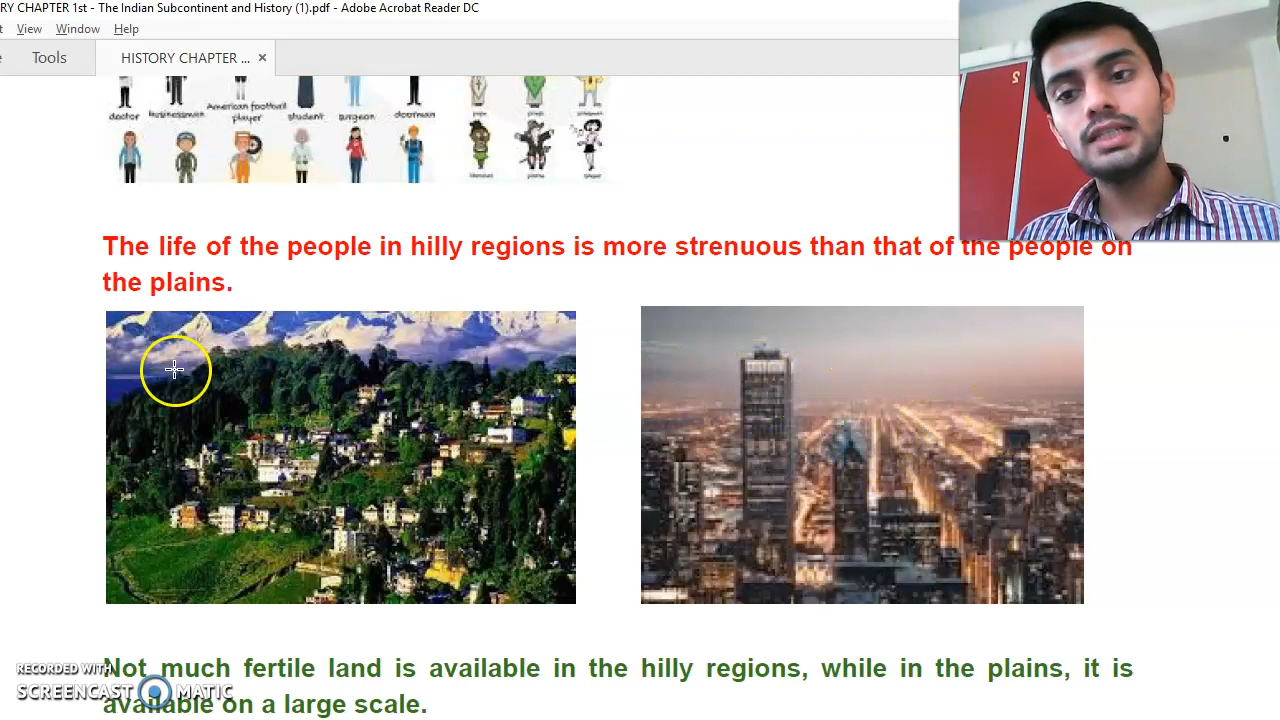 RY CHAPTER 1st - The Indian Subcontinent and History (1).pdf - Adobe Acrobat Reader DC
t View Window Help
e Tools HISTORY CHAPTER ... ×
doctor businessman American football player student surgeon doorman
The life of the people in hilly regions is more strenuous than that of the people on
the plains.
Not much fertile land is available in the hilly regions, while in the plains, it is
available on a large scale.
RECORDED WITH
SCREENCAST MATIC